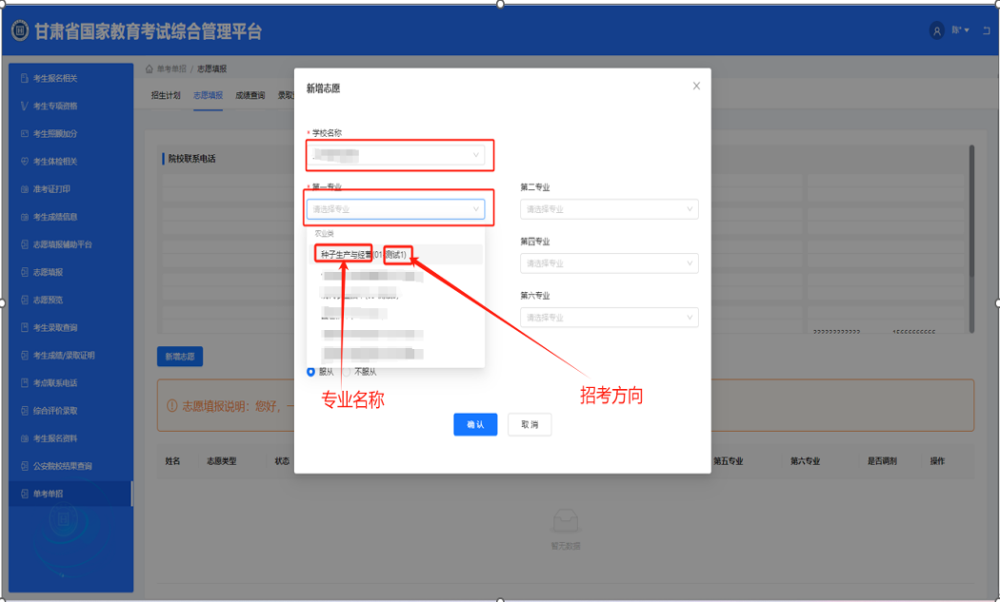 甘肃省国家教育考试综合管理平台
考生报名相关
考生专项资格
考生照顾加分
考生体检相关
准考证打印
考生成绩信息
志愿填报辅助平台
志愿填报
志愿预览
考生录取查询
考生成绩/录取证明
考点联系电话
综合评价录取
考生报名资料
公安院校结果查询
单考单招
单考单招 / 志愿填报
招生计划 志愿填报 成绩查询
院校联系电话
新增志愿
志愿填报说明：您好，
姓名 志愿类型 状态 第五专业 第六专业 是否调剂 操作
暂无数据
新增志愿
* 学校名称
* 第一专业 第二专业
请选择专业 请选择专业
农业类
种子生产与经营(01 测试1)
第四专业
请选择专业
第六专业
请选择专业
服从 不服从
专业名称
招考方向
确认 取消